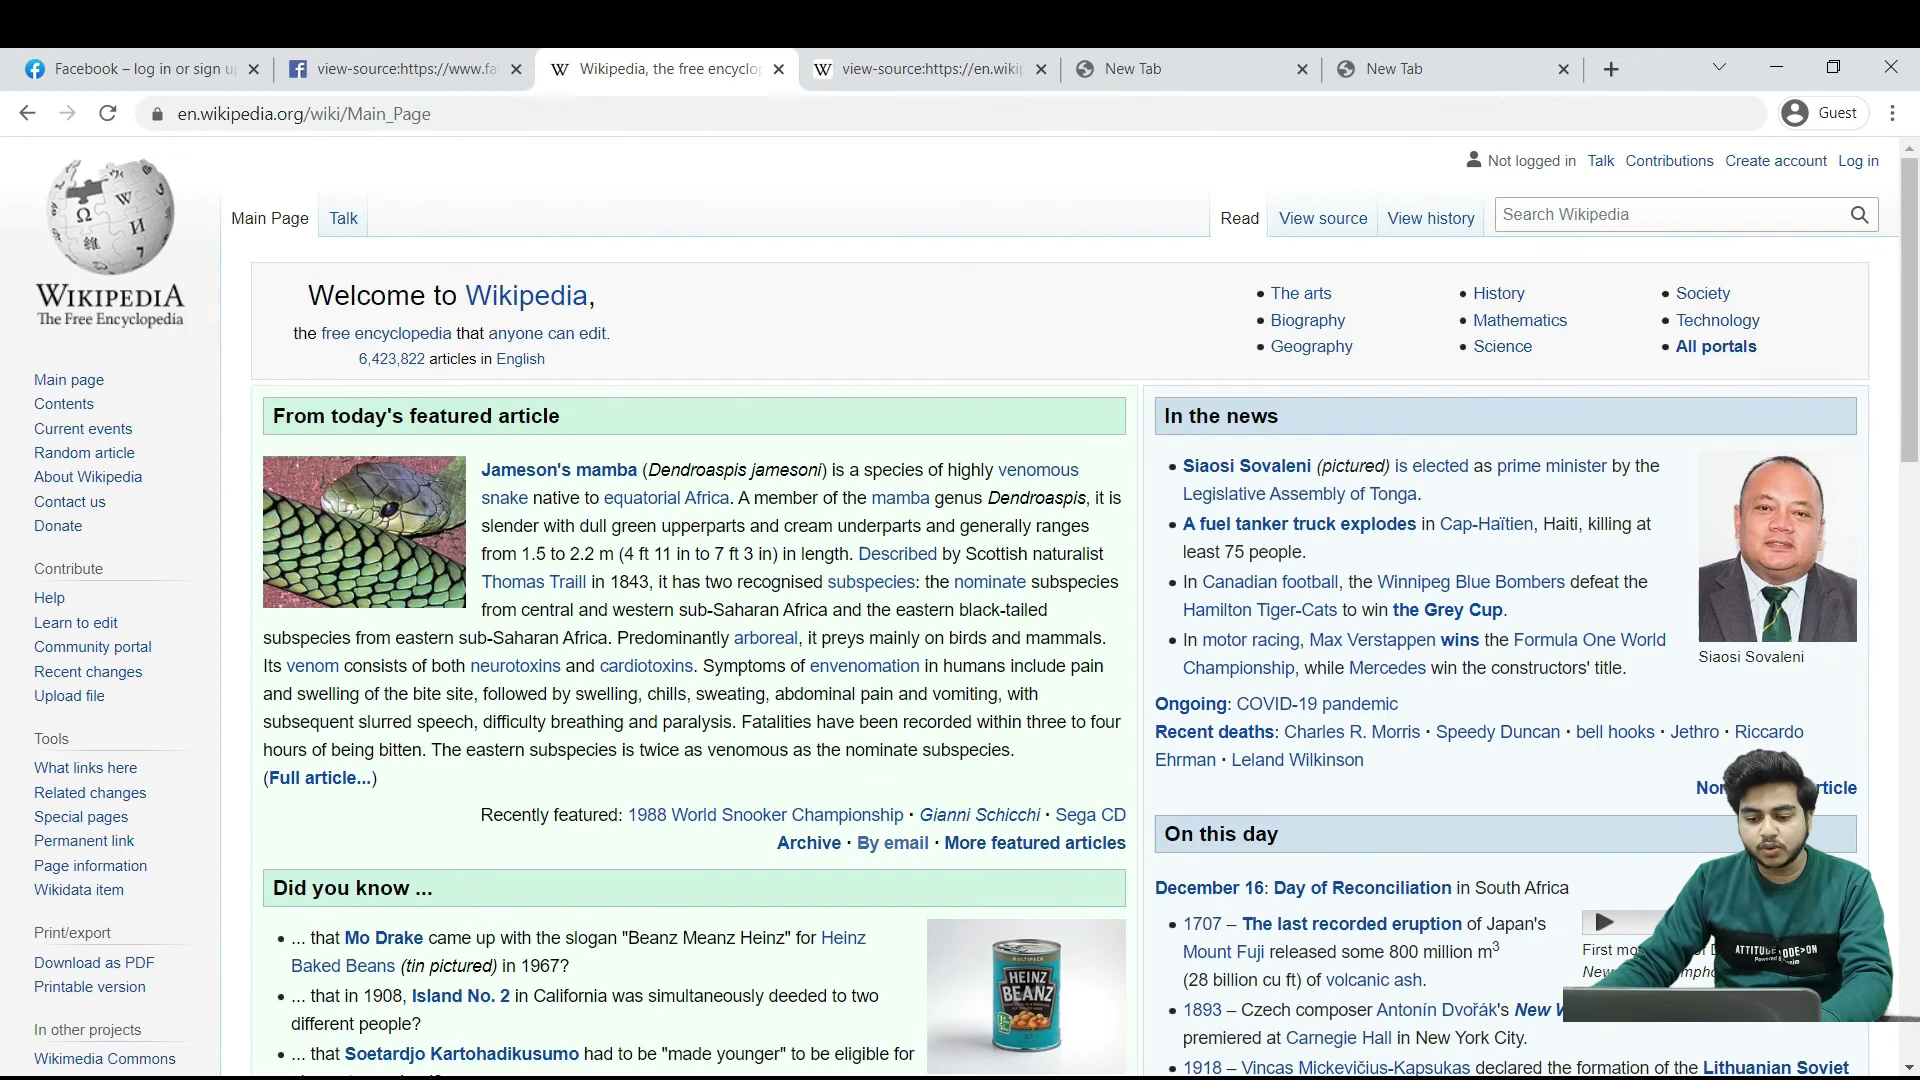 Facebook – log in or sign u
view-source:https://www.fa
Wikipedia, the free encyclo
view-source:https://en.wiki
New Tab
New Tab
en.wikipedia.org/wiki/Main_Page
Guest
Not logged in Talk Contributions Create account Log in
Main Page Talk
Read View source View history
Search Wikipedia
WIKIPEDIA
The Free Encyclopedia
Main page
Contents
Current events
Random article
About Wikipedia
Contact us
Donate
Contribute
Help
Learn to edit
Community portal
Recent changes
Upload file
Tools
What links here
Related changes
Special pages
Permanent link
Page information
Wikidata item
Print/export
Download as PDF
Printable version
In other projects
Wikimedia Commons
Welcome to Wikipedia,
the free encyclopedia that anyone can edit.
6,423,822 articles in English
• The arts
• Biography
• Geography
• History
• Mathematics
• Science
• Society
• Technology
• All portals
From today's featured article
Jameson's mamba (Dendroaspis jamesoni) is a species of highly venomous
snake native to equatorial Africa. A member of the mamba genus Dendroaspis, it is
slender with dull green upperparts and cream underparts and generally ranges
from 1.5 to 2.2 m (4 ft 11 in to 7 ft 3 in) in length. Described by Scottish naturalist
Thomas Traill in 1843, it has two recognised subspecies: the nominate subspecies
from central and western sub-Saharan Africa and the eastern black-tailed
subspecies from eastern sub-Saharan Africa. Predominantly arboreal, it preys mainly on birds and mammals.
Its venom consists of both neurotoxins and cardiotoxins. Symptoms of envenomation in humans include pain
and swelling of the bite site, followed by swelling, chills, sweating, abdominal pain and vomiting, with
subsequent slurred speech, difficulty breathing and paralysis. Fatalities have been recorded within three to four
hours of being bitten. The eastern subspecies is twice as venomous as the nominate subspecies.
(Full article...)
Recently featured: 1988 World Snooker Championship · Gianni Schicchi · Sega CD
Archive · By email · More featured articles
Did you know ...
• ... that Mo Drake came up with the slogan "Beanz Meanz Heinz" for Heinz
Baked Beans (tin pictured) in 1967?
• ... that in 1908, Island No. 2 in California was simultaneously deeded to two
different people?
• ... that Soetardjo Kartohadikusumo had to be "made younger" to be eligible for
MULTIPACK
HEINZ
BEANZ
In the news
• Siaosi Sovaleni (pictured) is elected as prime minister by the
Legislative Assembly of Tonga.
• A fuel tanker truck explodes in Cap-Haïtien, Haiti, killing at
least 75 people.
• In Canadian football, the Winnipeg Blue Bombers defeat the
Hamilton Tiger-Cats to win the Grey Cup.
• In motor racing, Max Verstappen wins the Formula One World
Championship, while Mercedes win the constructors' title.
Siaosi Sovaleni
Ongoing: COVID-19 pandemic
Recent deaths: Charles R. Morris · Speedy Duncan · bell hooks · Jethro · Riccardo
Ehrman · Leland Wilkinson
Nor rticle
On this day
December 16: Day of Reconciliation in South Africa
• 1707 – The last recorded eruption of Japan's
Mount Fuji released some 800 million m3
(28 billion cu ft) of volcanic ash.
• 1893 – Czech composer Antonín Dvořák's New
premiered at Carnegie Hall in New York City.
• 1918 – Vincas Mickevičius-Kapsukas declared the formation of the Lithuanian Soviet
First mo
New